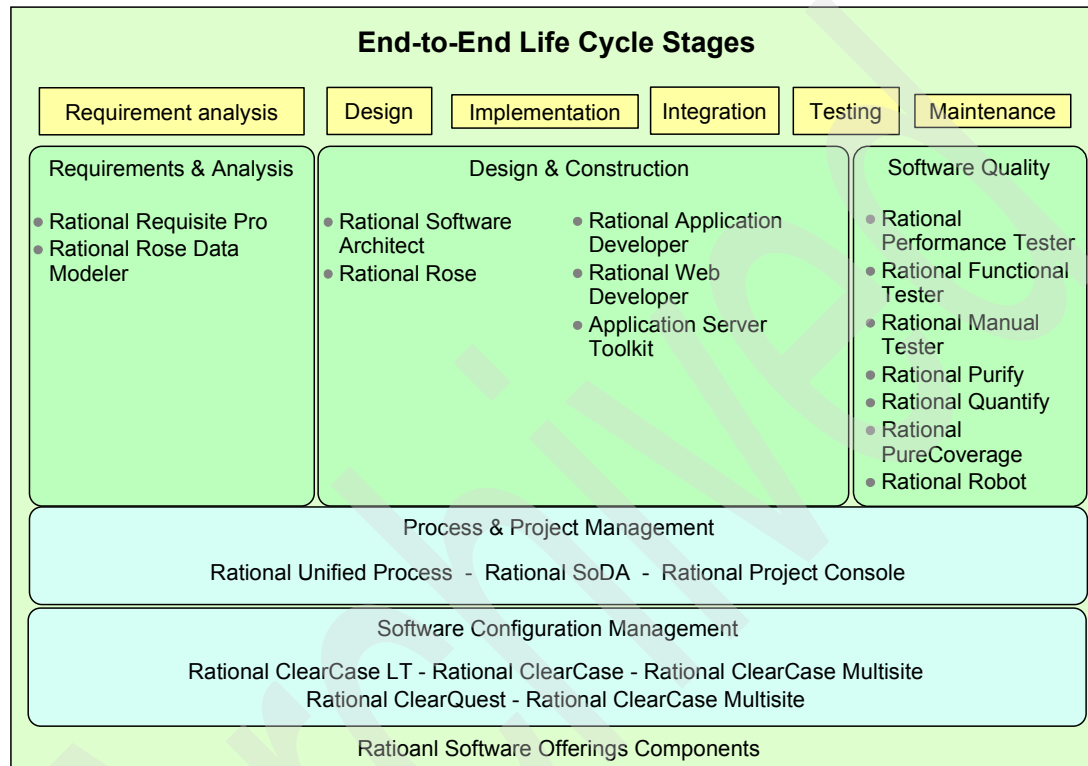 End-to-End Life Cycle Stages
Requirement analysis
Design
Implementation
Integration
Testing
Maintenance
Requirements & Analysis
• Rational Requisite Pro
• Rational Rose Data
Modeler
Design & Construction
• Rational Software
Architect
• Rational Rose
• Rational Application
Developer
• Rational Web
Developer
• Application Server
Toolkit
Software Quality
• Rational
Performance Tester
• Rational Functional
Tester
• Rational Manual
Tester
• Rational Purify
• Rational Quantify
• Rational
PureCoverage
• Rational Robot
Process & Project Management
Rational Unified Process - Rational SoDA - Rational Project Console
Software Configuration Management
Rational ClearCase LT - Rational ClearCase - Rational ClearCase Multisite
Rational ClearQuest - Rational ClearCase Multisite
Ratioanl Software Offerings Components